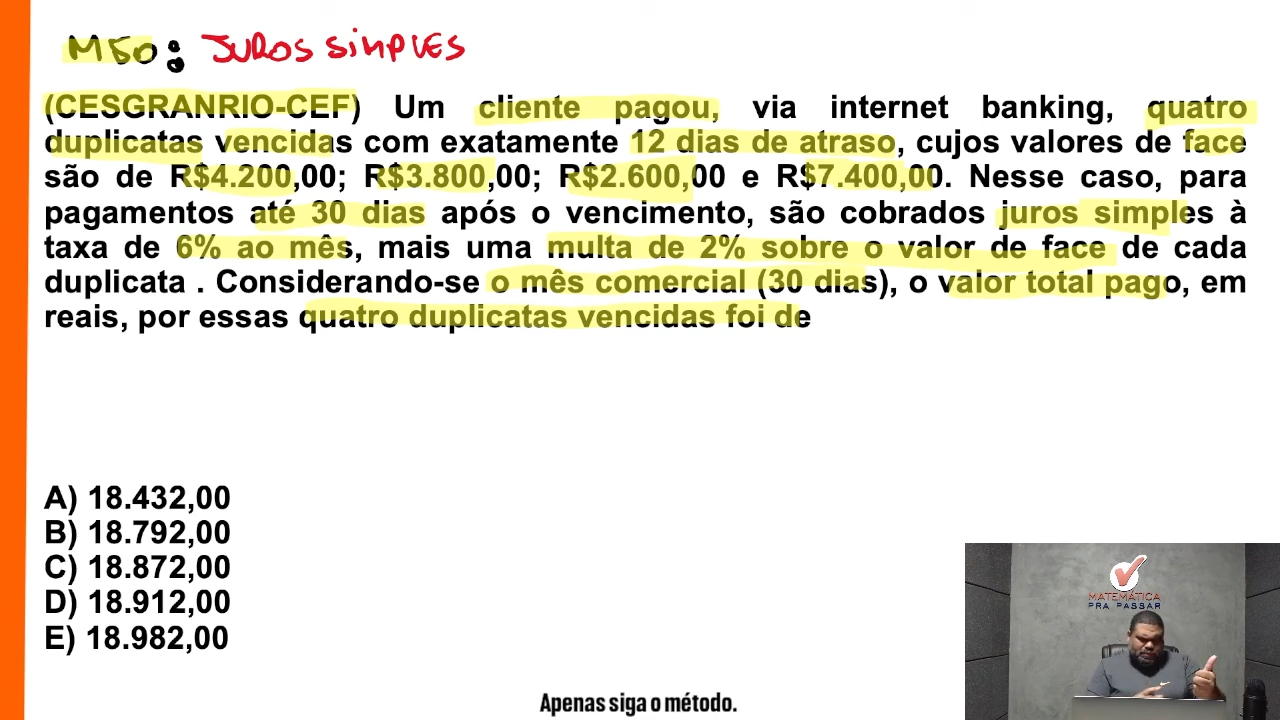 M50: JUROS SIMPLES
(CESGRANRIO-CEF) Um cliente pagou, via internet banking, quatro
duplicatas vencidas com exatamente 12 dias de atraso, cujos valores de face
são de R$4.200,00; R$3.800,00; R$2.600,00 e R$7.400,00. Nesse caso, para
pagamentos até 30 dias após o vencimento, são cobrados juros simples à
taxa de 6% ao mês, mais uma multa de 2% sobre o valor de face de cada
duplicata . Considerando-se o mês comercial (30 dias), o valor total pago, em
reais, por essas quatro duplicatas vencidas foi de
A) 18.432,00
B) 18.792,00
C) 18.872,00
D) 18.912,00
E) 18.982,00
MATEMÁTICA
PRA PASSAR
Apenas siga o método.